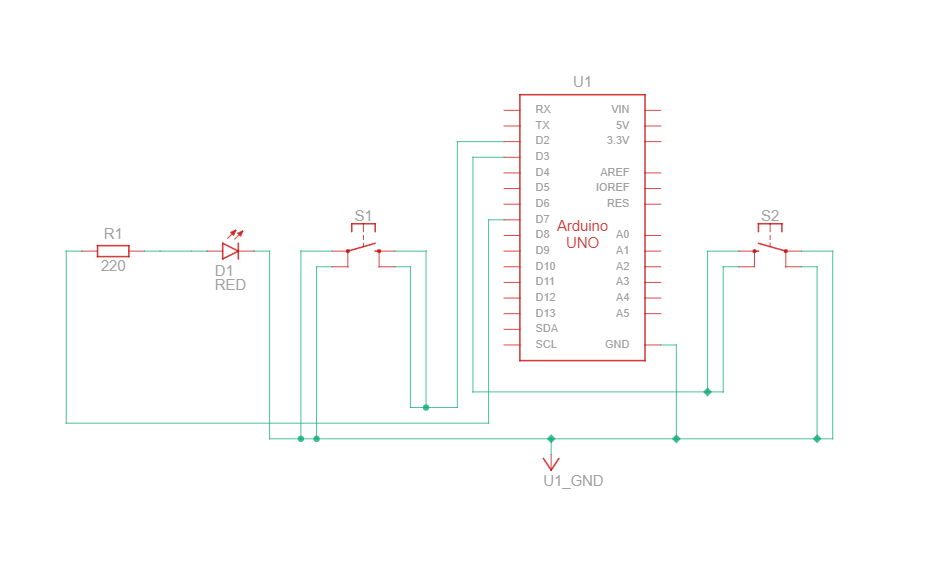 U1
RX
VIN
TX
5V
D2
3.3V
D3
D4
AREF
D5
IOREF
D6
RES
D7
Arduino
UNO
D8
A0
D9
A1
D10
A2
D11
A3
D12
A4
D13
A5
SDA
SCL
GND
R1
220
D1
RED
S1
S2
U1_GND